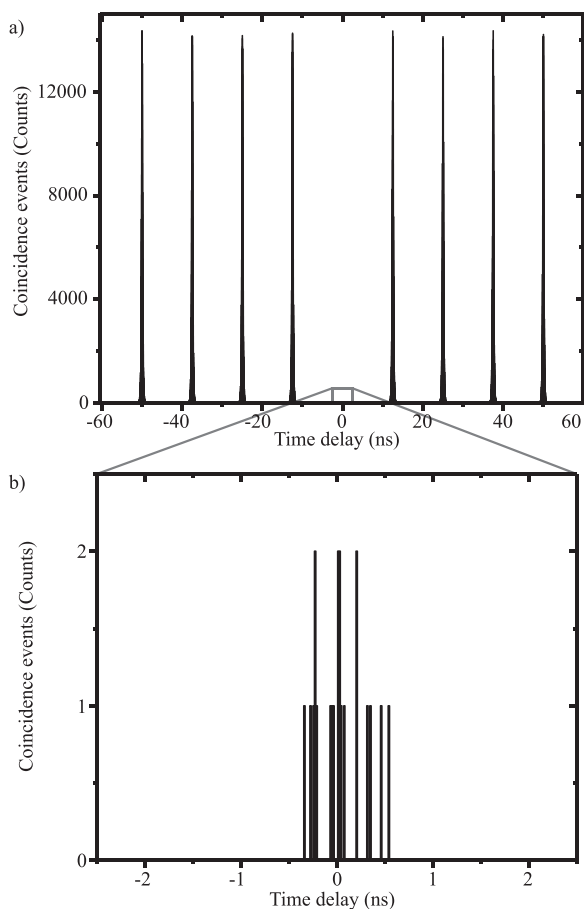 a)
Coincidence events (Counts)
12000
8000
4000
0
-60 -40 -20 0 20 40 60
Time delay (ns)
b)
Coincidence events (Counts)
2
1
0
-2 -1 0 1 2
Time delay (ns)